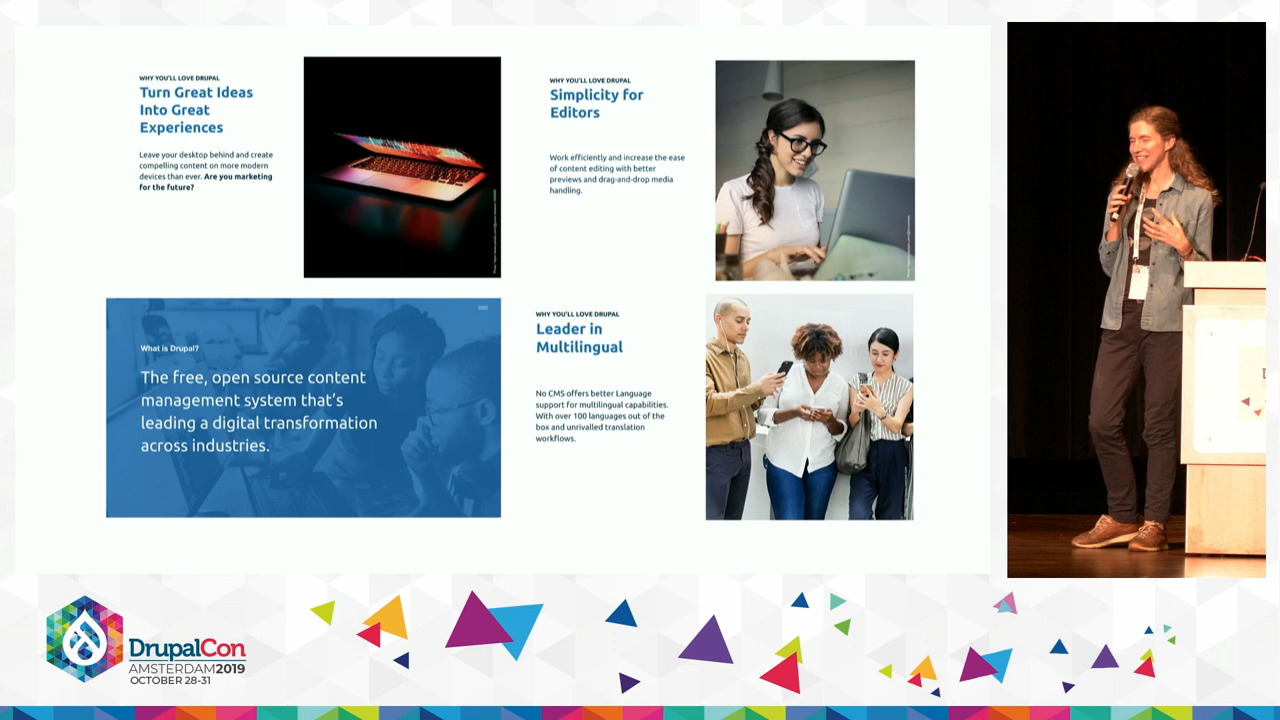 WHY YOU'LL LOVE DRUPAL
Turn Great Ideas
Into Great
Experiences
Leave your desktop behind and create
compelling content on more modern
devices than ever. Are you marketing
for the future?
WHY YOU'LL LOVE DRUPAL
Simplicity for
Editors
Work efficiently and increase the ease
of content editing with better
previews and drag-and-drop media
handling.
What is Drupal?
The free, open source content
management system that's
leading a digital transformation
across industries.
WHY YOU'LL LOVE DRUPAL
Leader in
Multilingual
No CMS offers better Language
support for multilingual capabilities.
With over 100 languages out of the
box and unrivalled translation
workflows.
DrupalCon
AMSTERDAM2019
OCTOBER 28-31